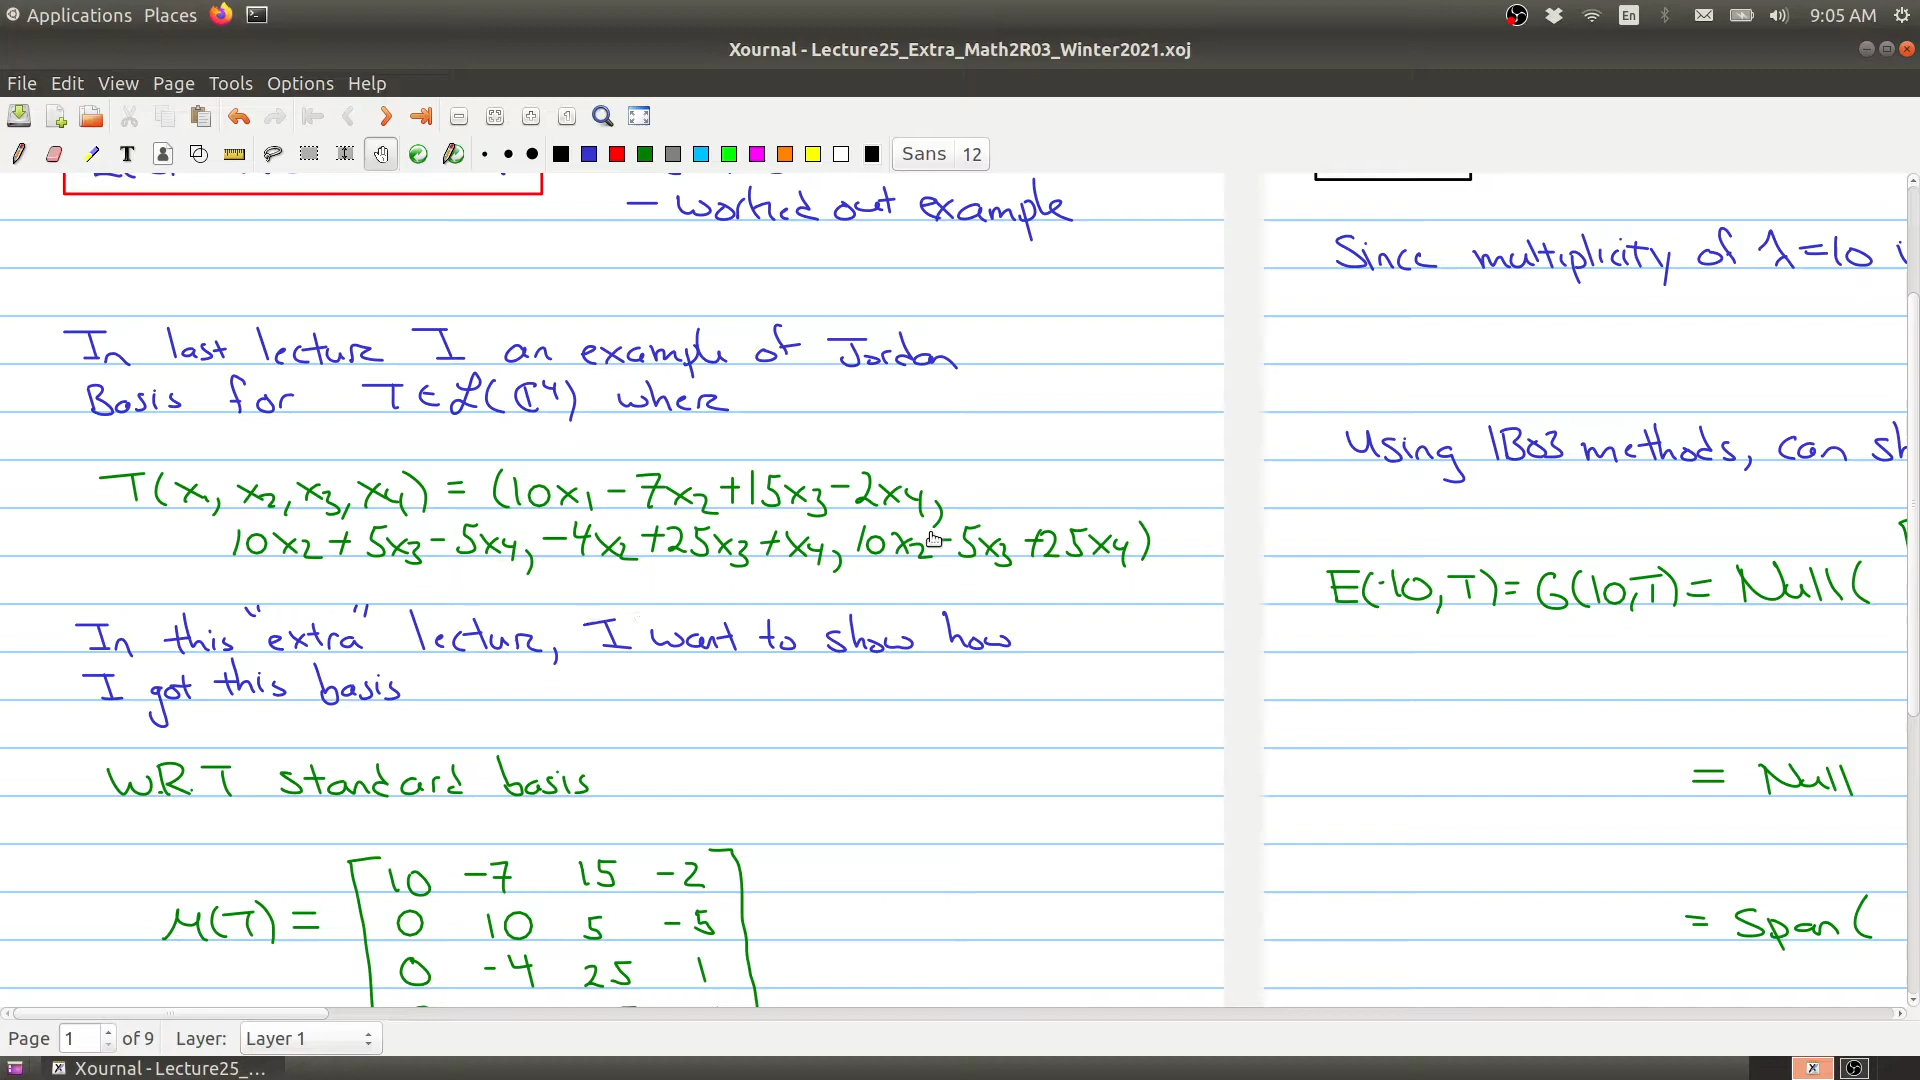 Applications Places En 9:05 AM
Xournal - Lecture25_Extra_Math2R03_Winter2021.xoj
File Edit View Page Tools Options Help
Sans 12
- worked out example
In last lecture I an example of Jordan
Basis for T ∈ ℒ(ℂ⁴) where
T(x₁, x₂, x₃, x₄) = (10x₁ - 7x₂ + 15x₃ - 2x₄,
10x₂ + 5x₃ - 5x₄, -4x₂ + 25x₃ + x₄, 10x₂ - 5x₃ + 25x₄)
In this "extra" lecture, I want to show how
I got this basis
W.R.T standard basis
M(T) =
10 -7 15 -2
0 10 5 -5
0 -4 25 1
Since multiplicity of λ=10
Using 1B03 methods, can sh
E(10,T) = G(10,T) = Null(
= Null
= Span(
Page 1 of 9 Layer: Layer 1
Xournal - Lecture25_...